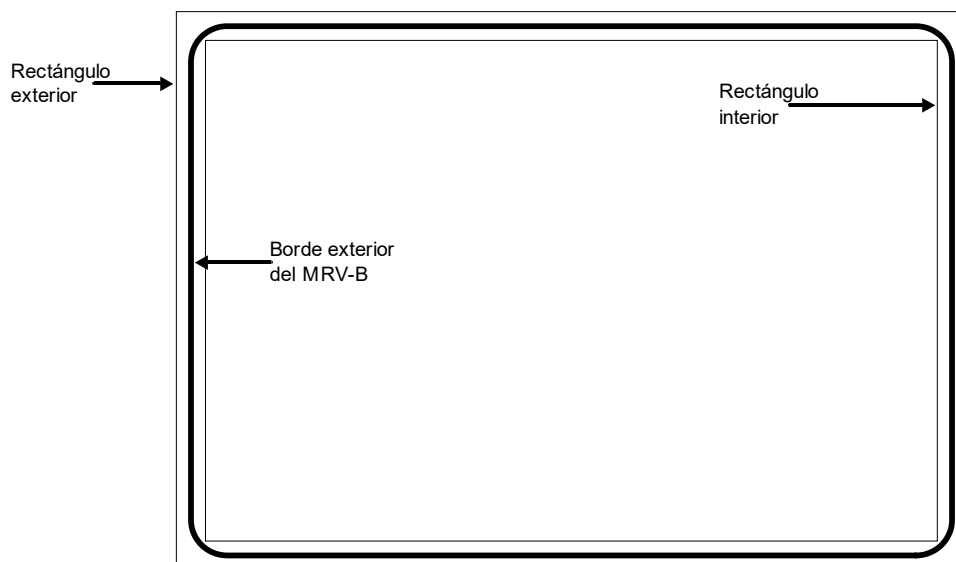 Rectángulo
exterior
Rectángulo
interior
Borde exterior
del MRV-B